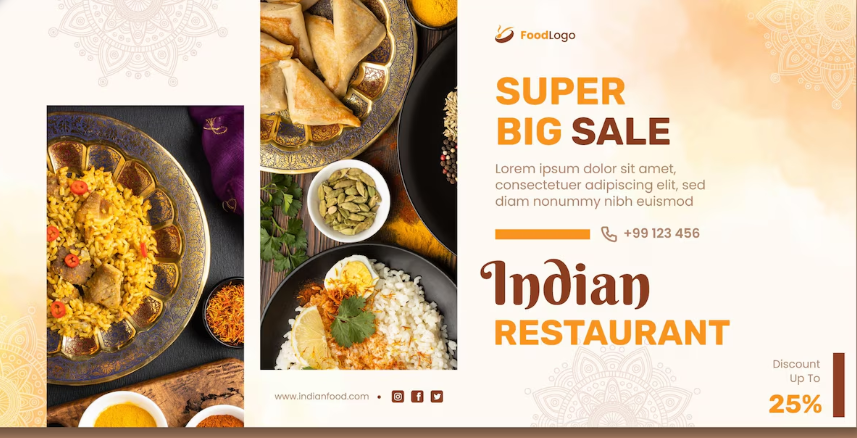 FoodLogo
SUPER
BIG SALE
Lorem ipsum dolor sit amet,
consectetuer adipiscing elit, sed
diam nonummy nibh euismod
+99 123 456
Indian
RESTAURANT
Discount
Up To
25%
www.indianfood.com